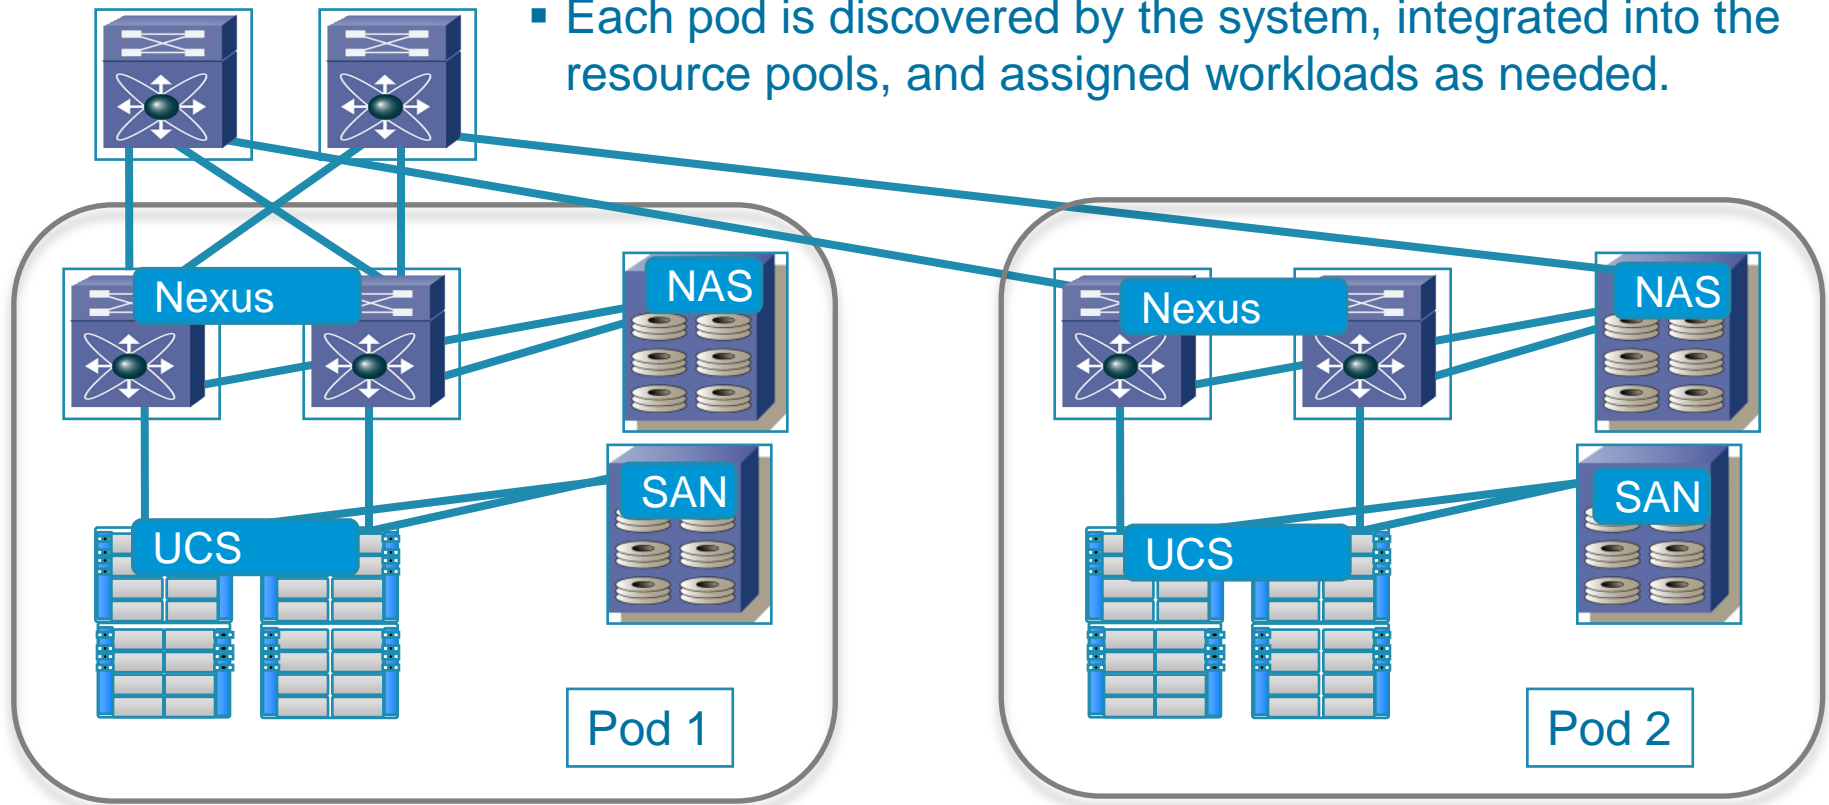 ▪ Each pod is discovered by the system, integrated into the
resource pools, and assigned workloads as needed.
Nexus
NAS
SAN
UCS
Pod 1
Nexus
NAS
SAN
UCS
Pod 2